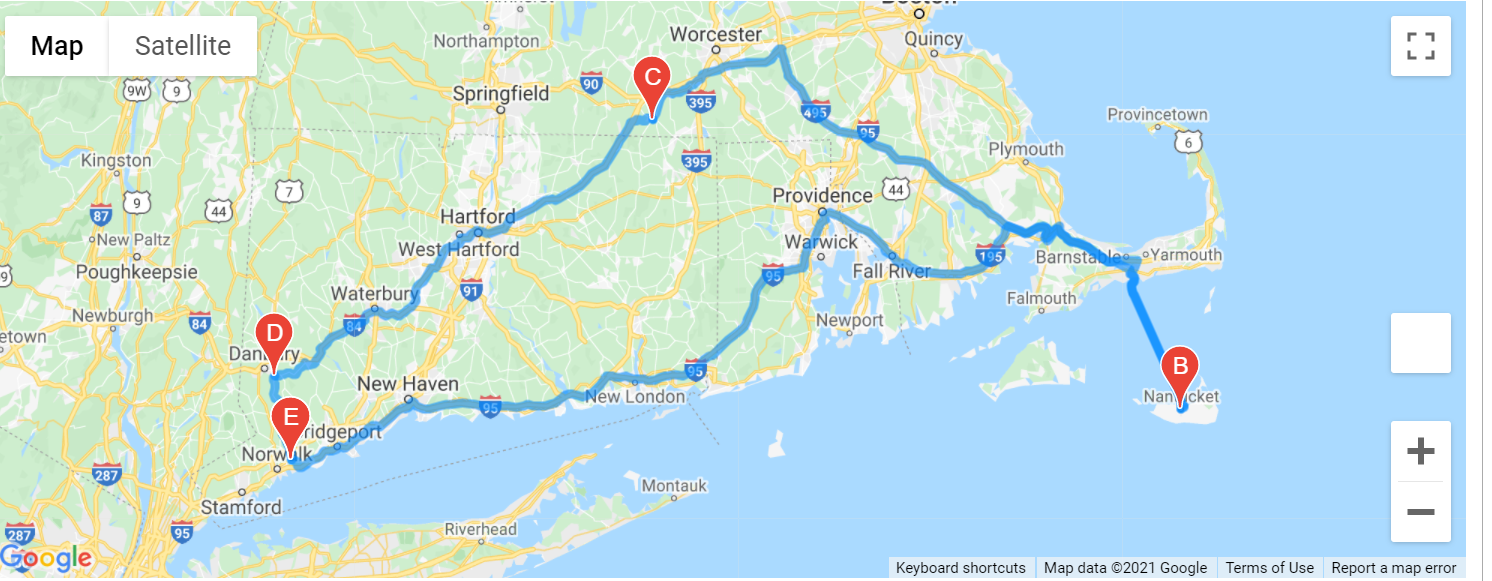 Map
Satellite
Northampton
Worcester
Quincy
9W
9
90
C
Springfield
395
495
95
Provincetown
6
Kingston
395
Plymouth
7
44
Providence
44
9
87
44
Hartford
New Paltz
West Hartford
Warwick
195
Barnstable
Yarmouth
Poughkeepsie
95
Fall River
91
Waterbury
Falmouth
Newburgh
84
84
Newport
D
B
New Haven
95
Nantucket
New London
E
95
Norwalk
287
Montauk
Stamford
Riverhead
287
95
Google
Keyboard shortcuts
Map data ©2021 Google
Terms of Use
Report a map error